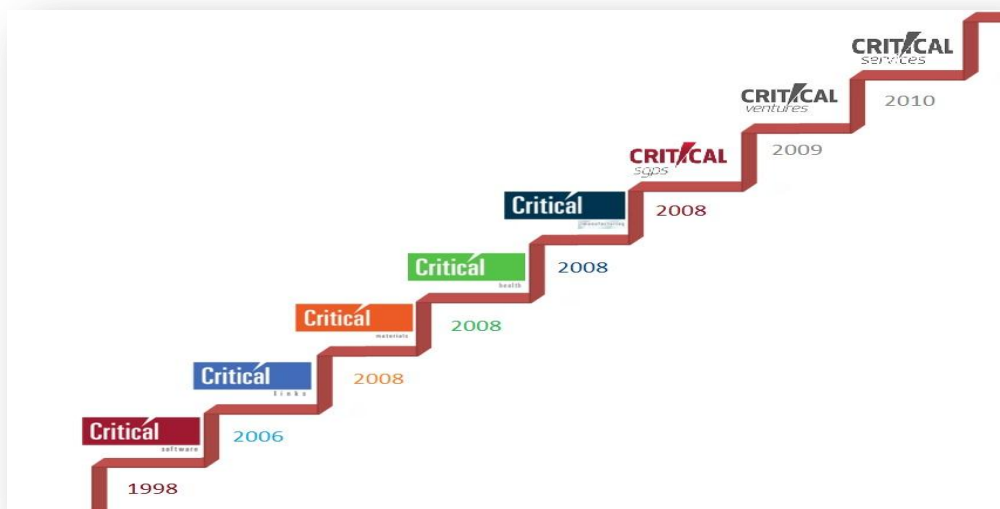 CRITICAL
services
2010
CRITICAL
ventures
2009
CRITICAL
sgps
2008
Critical
manufacturing
2008
Critical
health
2008
Critical
materials
2008
Critical
links
2006
Critical
software
1998